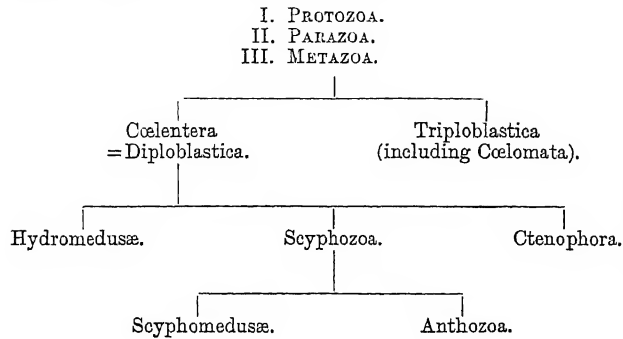 I. PROTOZOA.
II. PARAZOA.
III. METAZOA.
Cœlentera
=Diploblastica.
Triploblastica
(including Cœlomata).
Hydromedusæ.
Scyphozoa.
Ctenophora.
Scyphomedusæ.
Anthozoa.